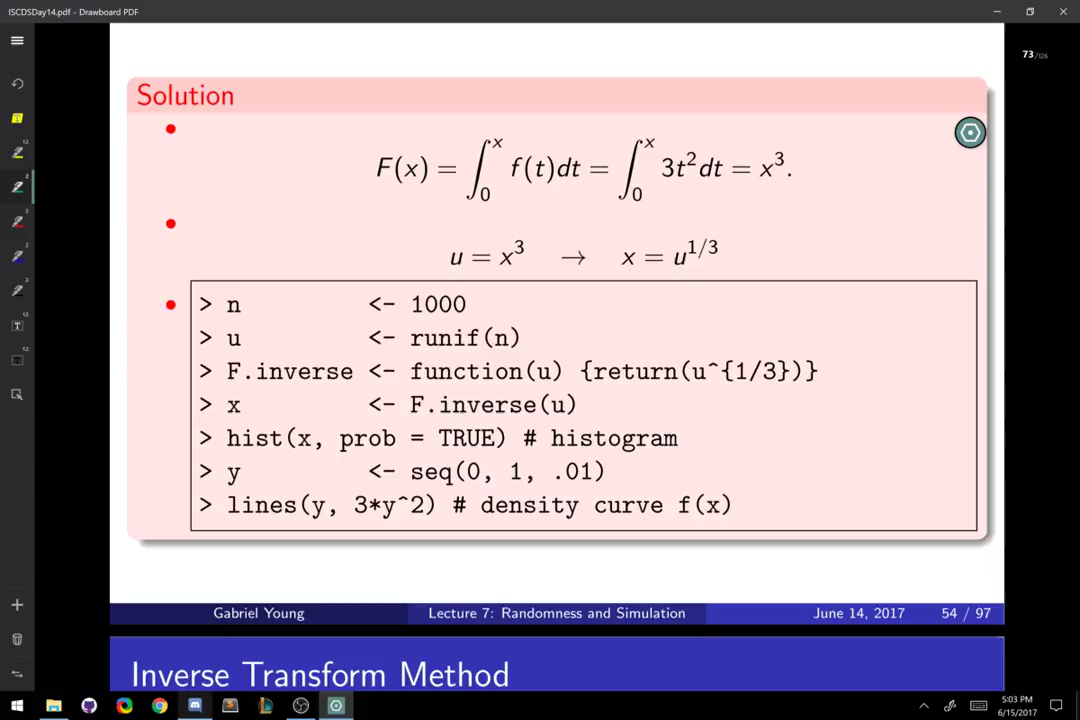 ISCDSDay14.pdf - Drawboard PDF
73/126
Solution
F(x) = ∫₀ˣ f(t)dt = ∫₀ˣ 3t²dt = x³.
u = x³ → x = u^{1/3}
> n <- 1000
> u <- runif(n)
> F.inverse <- function(u) {return(u^{1/3})}
> x <- F.inverse(u)
> hist(x, prob = TRUE) # histogram
> y <- seq(0, 1, .01)
> lines(y, 3*y^2) # density curve f(x)
Gabriel Young Lecture 7: Randomness and Simulation June 14, 2017 54 / 97
Inverse Transform Method
5:03 PM
6/15/2017